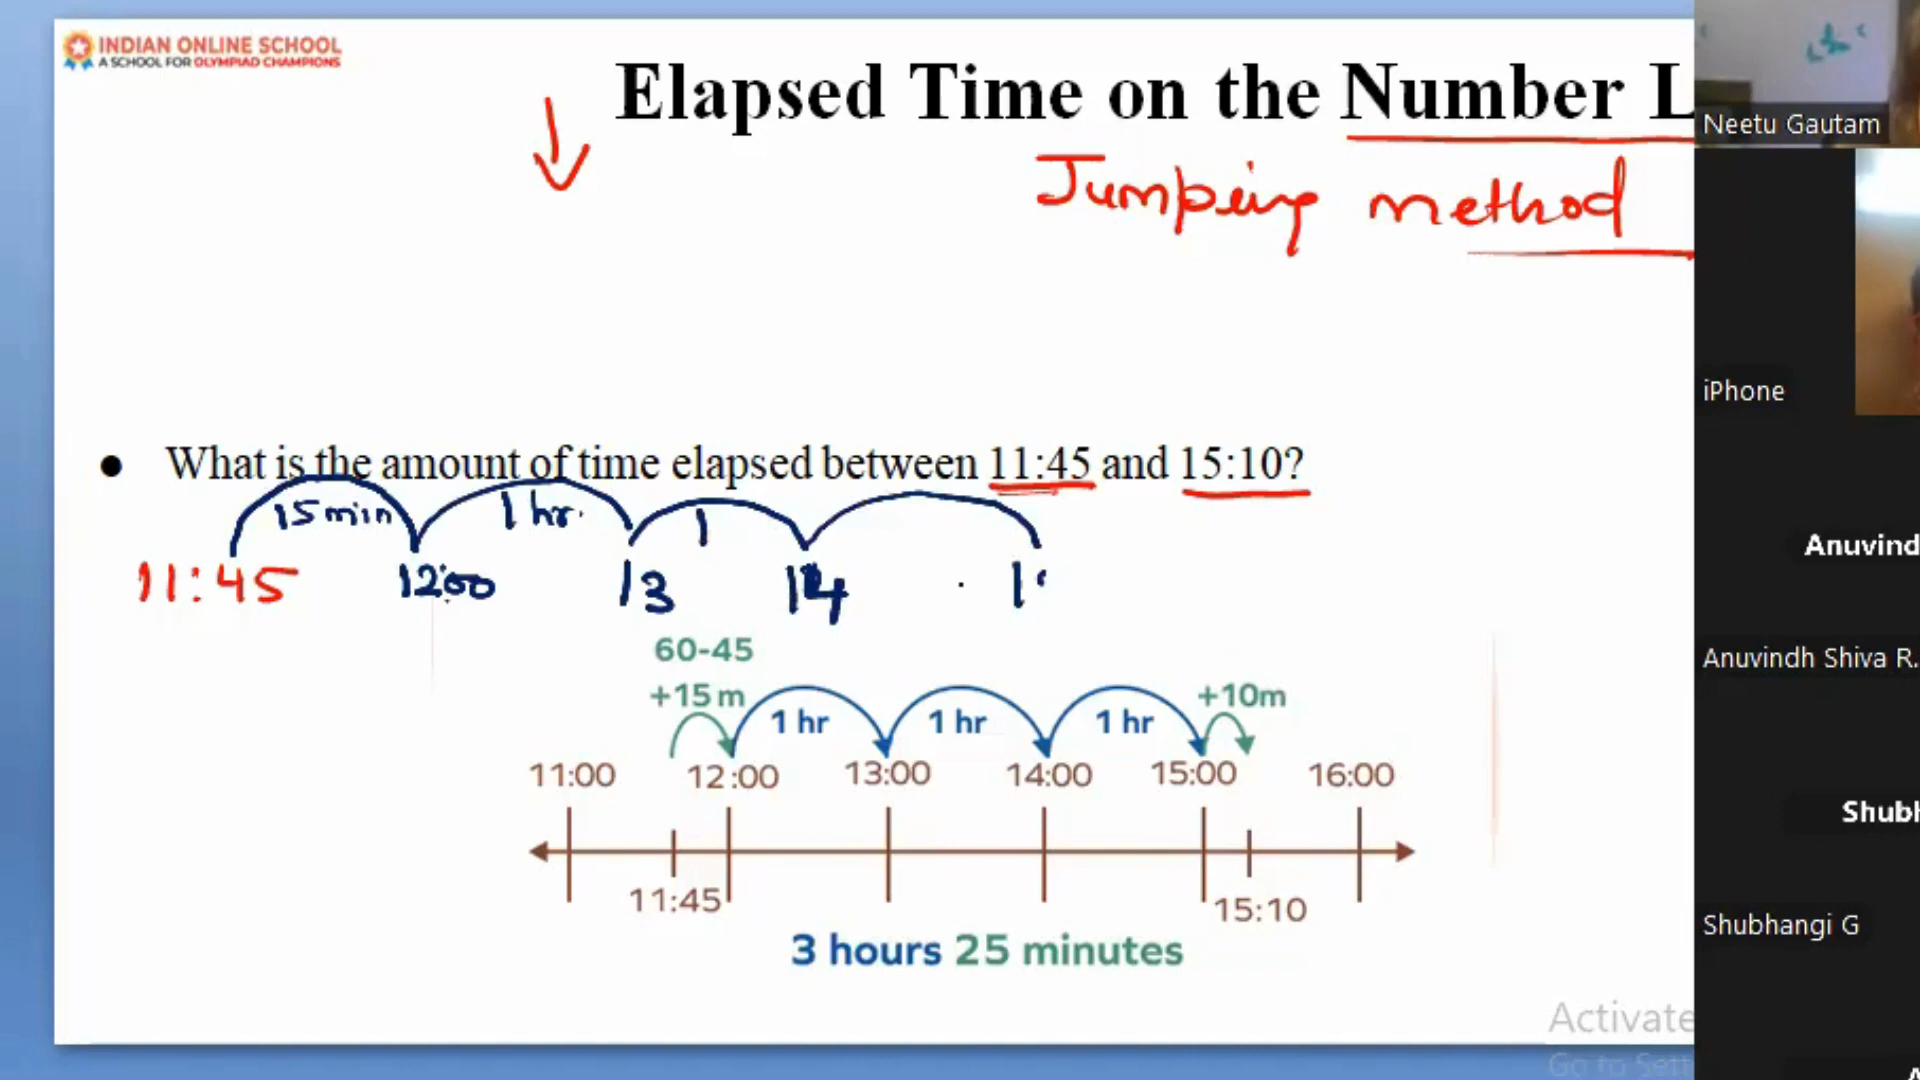 INDIAN ONLINE SCHOOL
A SCHOOL FOR OLYMPIAD CHAMPIONS
Elapsed Time on the Number L
Jumping method
Neetu Gautam
iPhone
● What is the amount of time elapsed between 11:45 and 15:10?
15 min 1 hr. 1
11:45 12:00 13 14
60-45
+15 m 1 hr 1 hr 1 hr +10m
11:00 12:00 13:00 14:00 15:00 16:00
11:45 15:10
3 hours 25 minutes
Anuvind
Anuvindh Shiva R.
Shubh
Shubhangi G
Activate
Go to Sett